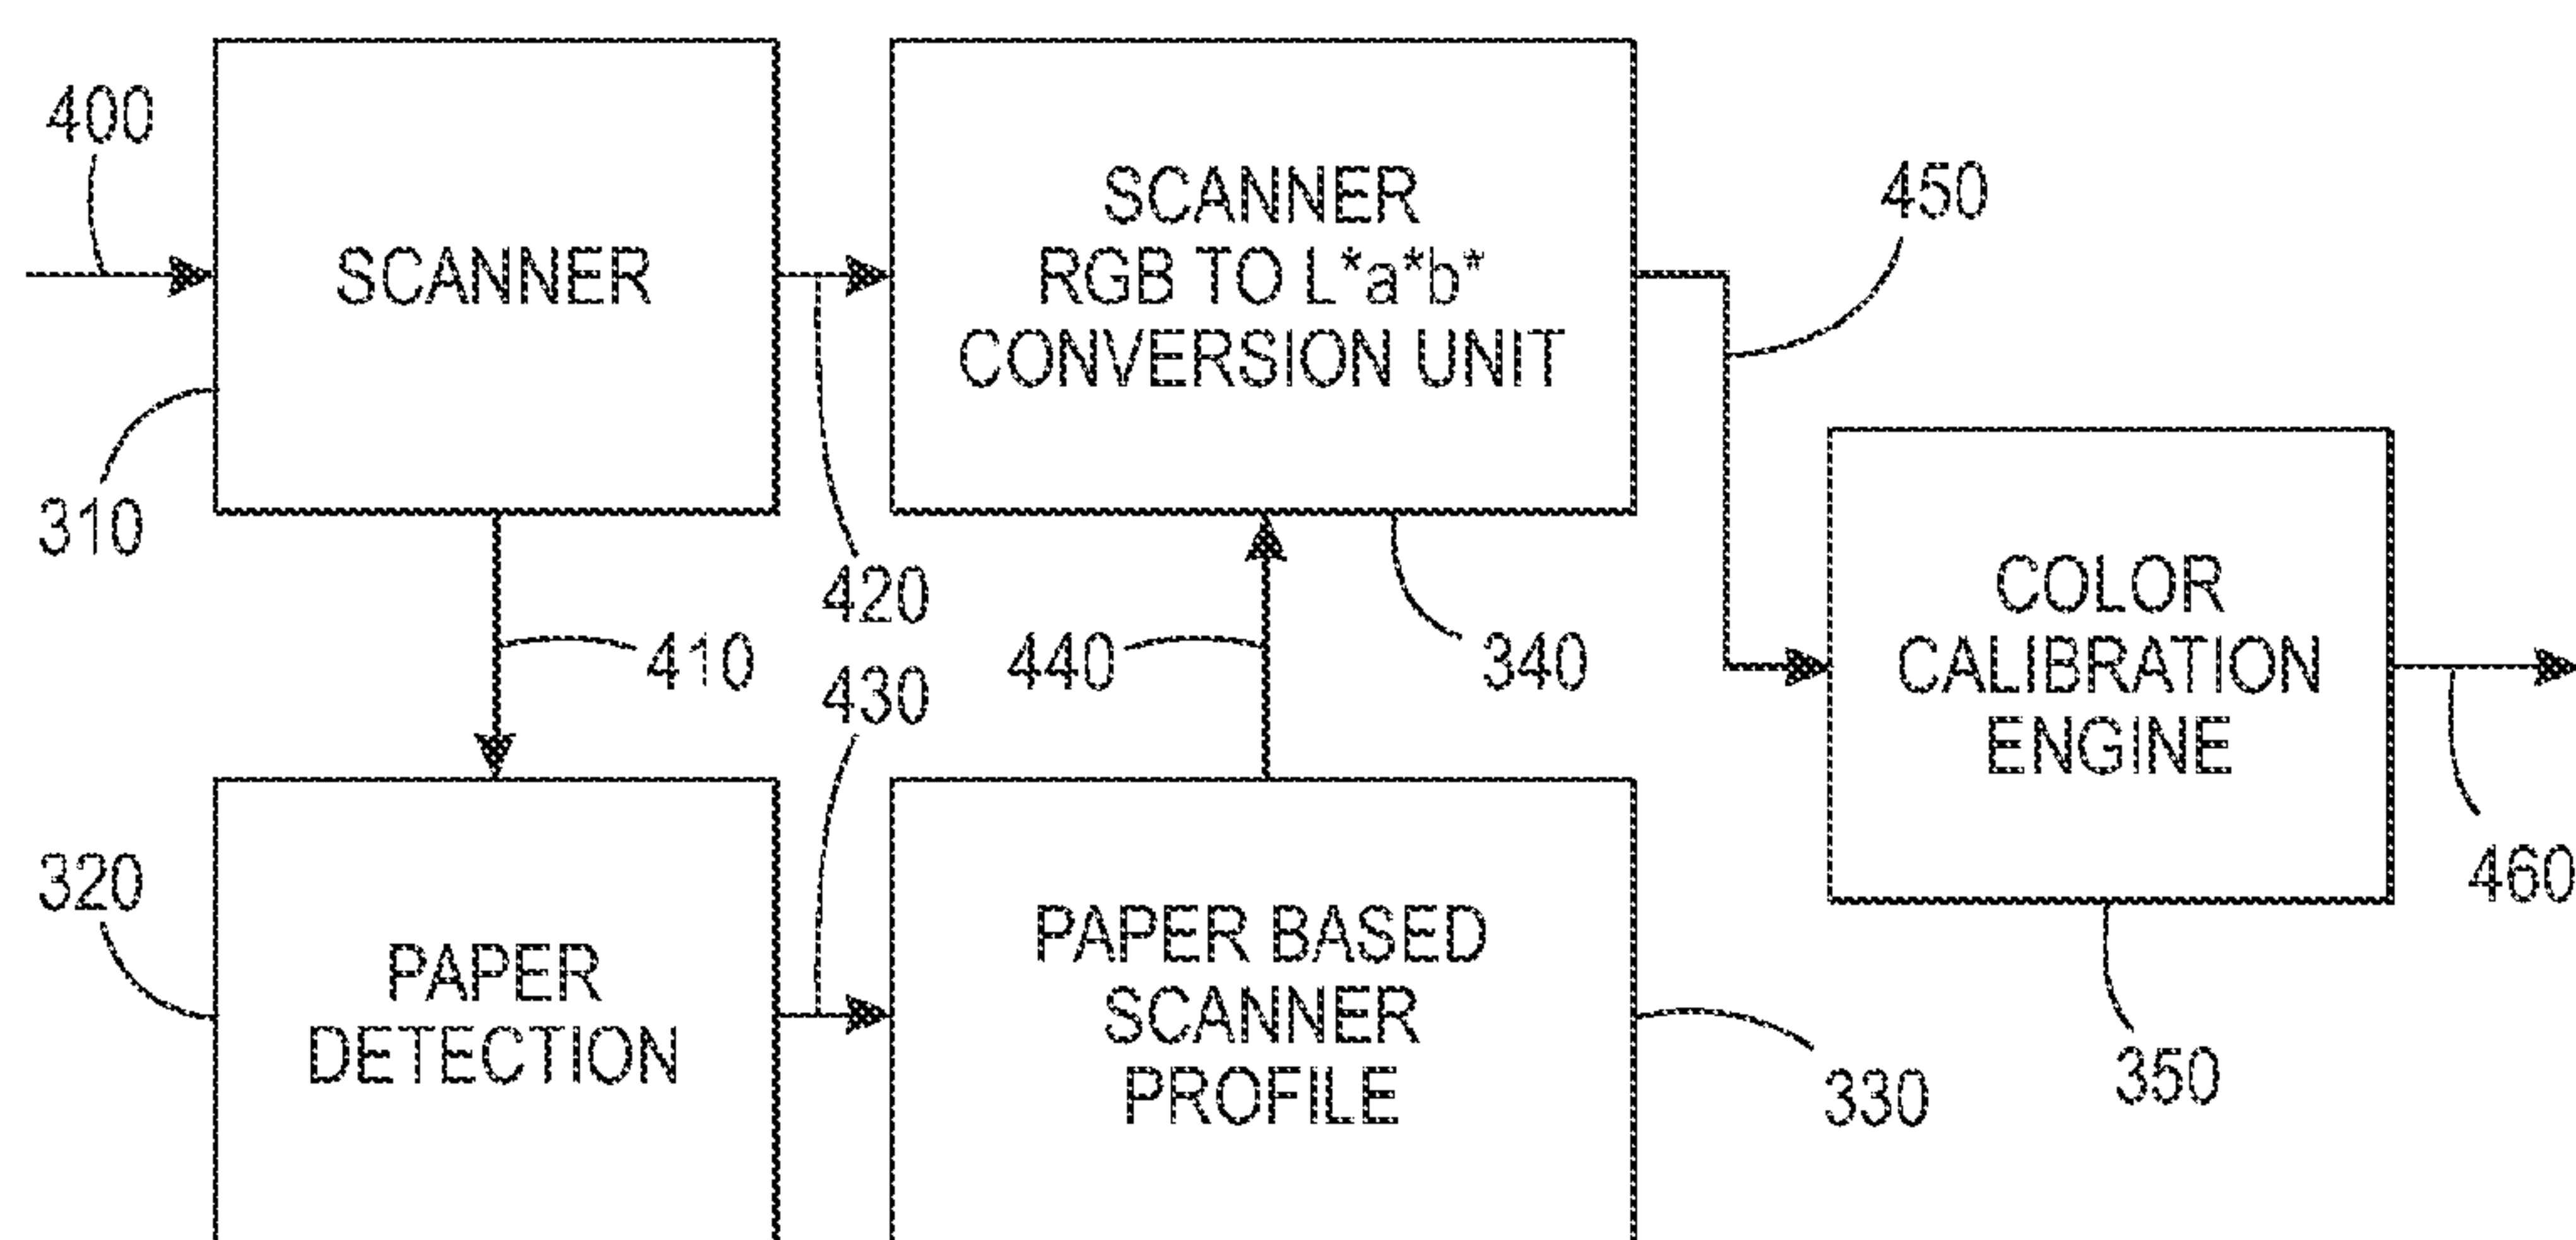 400
SCANNER
SCANNER
RGB TO L*a*b*
CONVERSION UNIT
450
310
420
410
430
440
340
COLOR
CALIBRATION
ENGINE
460
320
PAPER
DETECTION
PAPER BASED
SCANNER
PROFILE
330
350